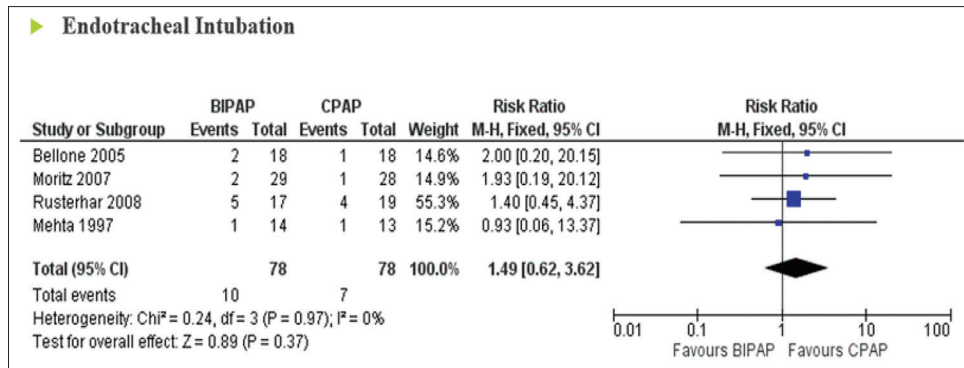 Endotracheal Intubation
BIPAP CPAP Risk Ratio Risk Ratio
Study or Subgroup Events Total Events Total Weight M-H, Fixed, 95% CI M-H, Fixed, 95% CI
Bellone 2005 2 18 1 18 14.6% 2.00 [0.20, 20.15]
Moritz 2007 2 29 1 28 14.9% 1.93 [0.19, 20.12]
Rusterhar 2008 5 17 4 19 55.3% 1.40 [0.45, 4.37]
Mehta 1997 1 14 1 13 15.2% 0.93 [0.06, 13.37]
Total (95% CI) 78 78 100.0% 1.49 [0.62, 3.62]
Total events 10 7
Heterogeneity: Chi² = 0.24, df = 3 (P = 0.97); I² = 0%
Test for overall effect: Z = 0.89 (P = 0.37)
0.01 0.1 1 10 100
Favours BIPAP Favours CPAP